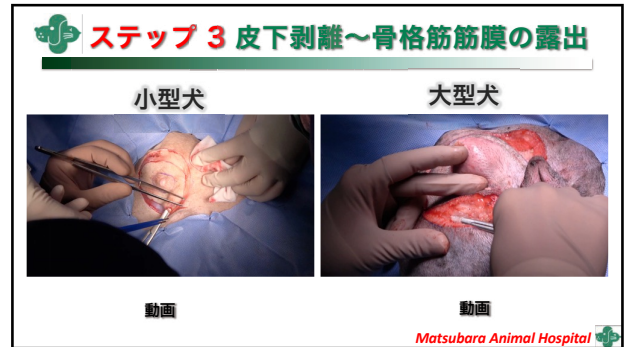 ステップ 3 皮下剥離～骨格筋筋膜の露出
小型犬
大型犬
動画
動画
Matsubara Animal Hospital